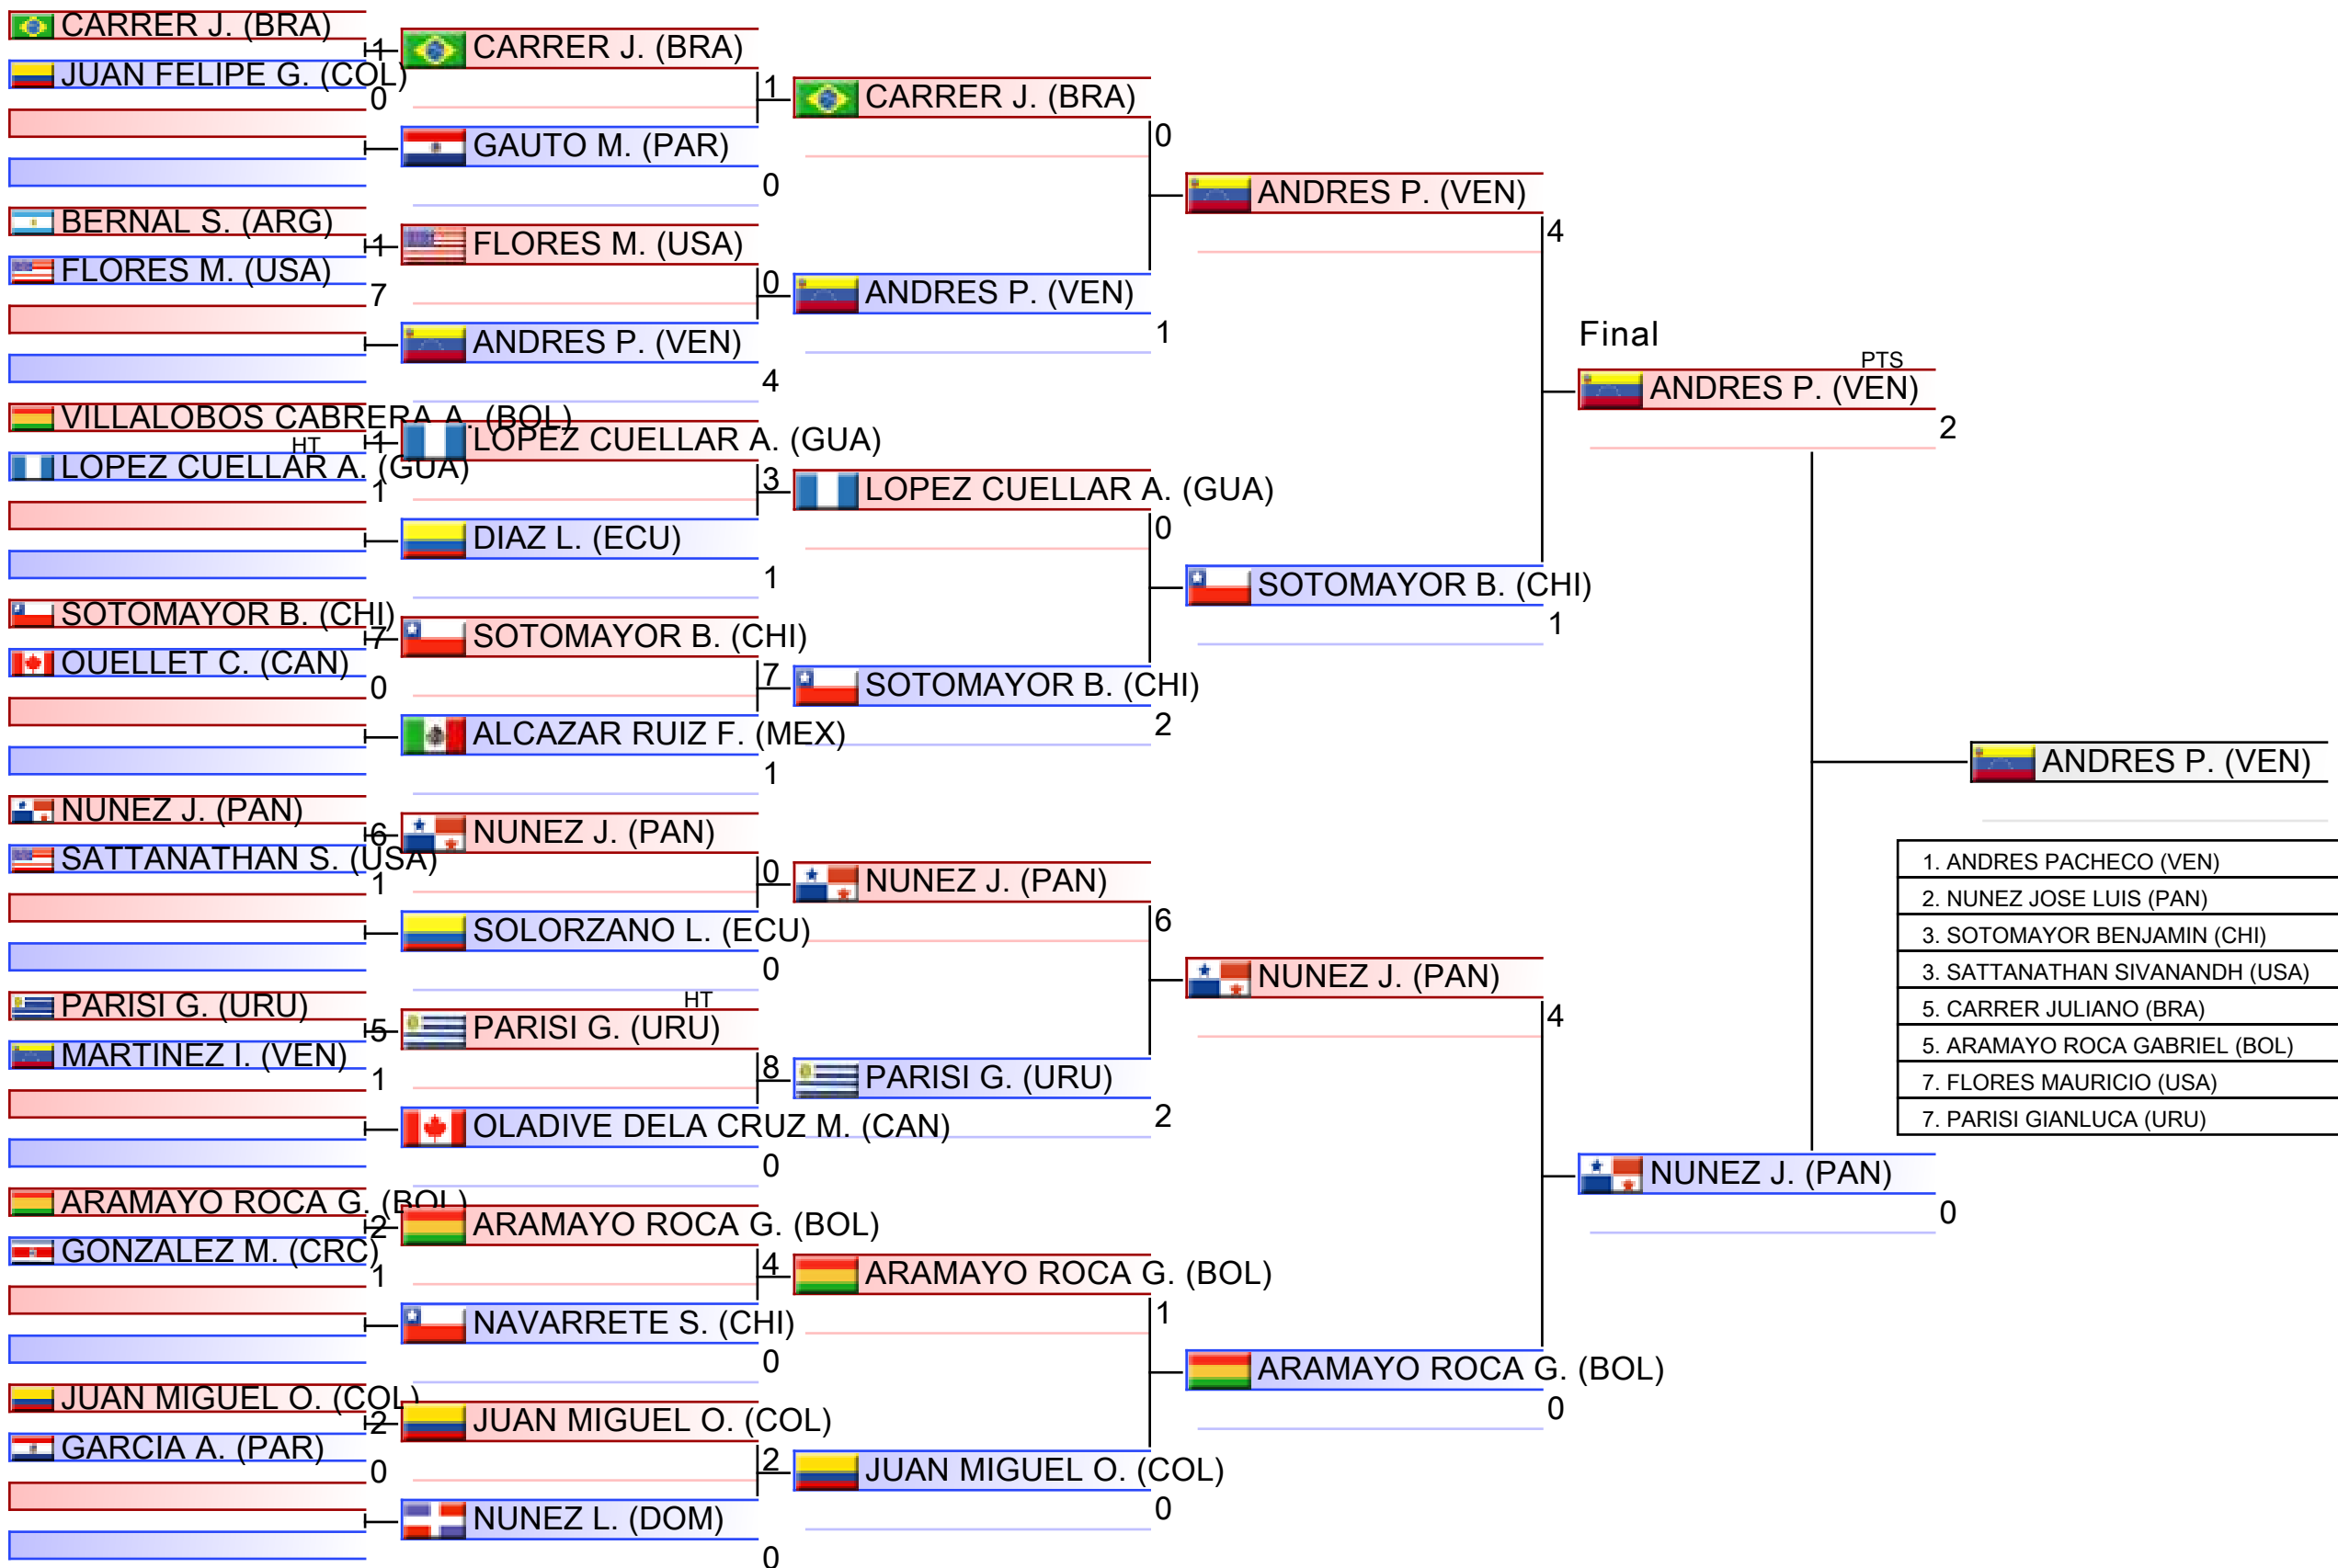 CARRER J. (BRA)
1
JUAN FELIPE G. (COL)
0
BERNAL S. (ARG)
1
FLORES M. (USA)
7
VILLALOBOS CABRERA A. (BOL)
HT
1
LOPEZ CUELLAR A. (GUA)
1
SOTOMAYOR B. (CHI)
7
OUELLET C. (CAN)
0
NUNEZ J. (PAN)
6
SATTANATHAN S. (USA)
1
PARISI G. (URU)
5
MARTINEZ I. (VEN)
1
ARAMAYO ROCA G. (BOL)
2
GONZALEZ M. (CRC)
1
JUAN MIGUEL O. (COL)
2
GARCIA A. (PAR)
0
CARRER J. (BRA)
1
GAUTO M. (PAR)
0
FLORES M. (USA)
0
ANDRES P. (VEN)
4
LOPEZ CUELLAR A. (GUA)
3
DIAZ L. (ECU)
1
SOTOMAYOR B. (CHI)
7
ALCAZAR RUIZ F. (MEX)
1
NUNEZ J. (PAN)
0
SOLORZANO L. (ECU)
0
HT
PARISI G. (URU)
8
OLADIVE DELA CRUZ M. (CAN)
0
ARAMAYO ROCA G. (BOL)
4
NAVARRETE S. (CHI)
0
JUAN MIGUEL O. (COL)
2
NUNEZ L. (DOM)
0
CARRER J. (BRA)
0
ANDRES P. (VEN)
1
LOPEZ CUELLAR A. (GUA)
0
SOTOMAYOR B. (CHI)
2
NUNEZ J. (PAN)
6
PARISI G. (URU)
2
ARAMAYO ROCA G. (BOL)
1
JUAN MIGUEL O. (COL)
0
ANDRES P. (VEN)
4
SOTOMAYOR B. (CHI)
1
NUNEZ J. (PAN)
4
ARAMAYO ROCA G. (BOL)
0
Final
PTS
ANDRES P. (VEN)
2
NUNEZ J. (PAN)
0
ANDRES P. (VEN)
1. ANDRES PACHECO (VEN)
2. NUNEZ JOSE LUIS (PAN)
3. SOTOMAYOR BENJAMIN (CHI)
3. SATTANATHAN SIVANANDH (USA)
5. CARRER JULIANO (BRA)
5. ARAMAYO ROCA GABRIEL (BOL)
7. FLORES MAURICIO (USA)
7. PARISI GIANLUCA (URU)